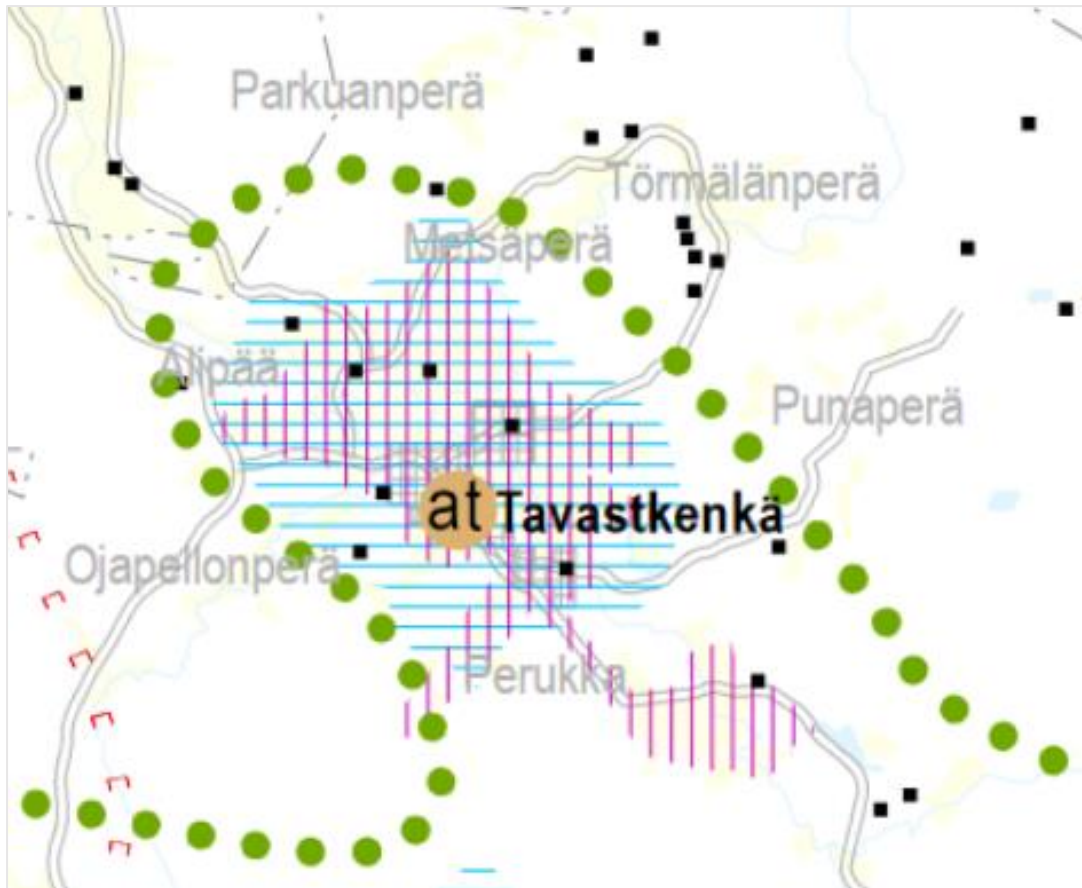 Parkuanperä
Törmälänperä
Metsäperä
Alipää
Punaperä
at Tavastkenkä
Ojapellonperä
Perukka